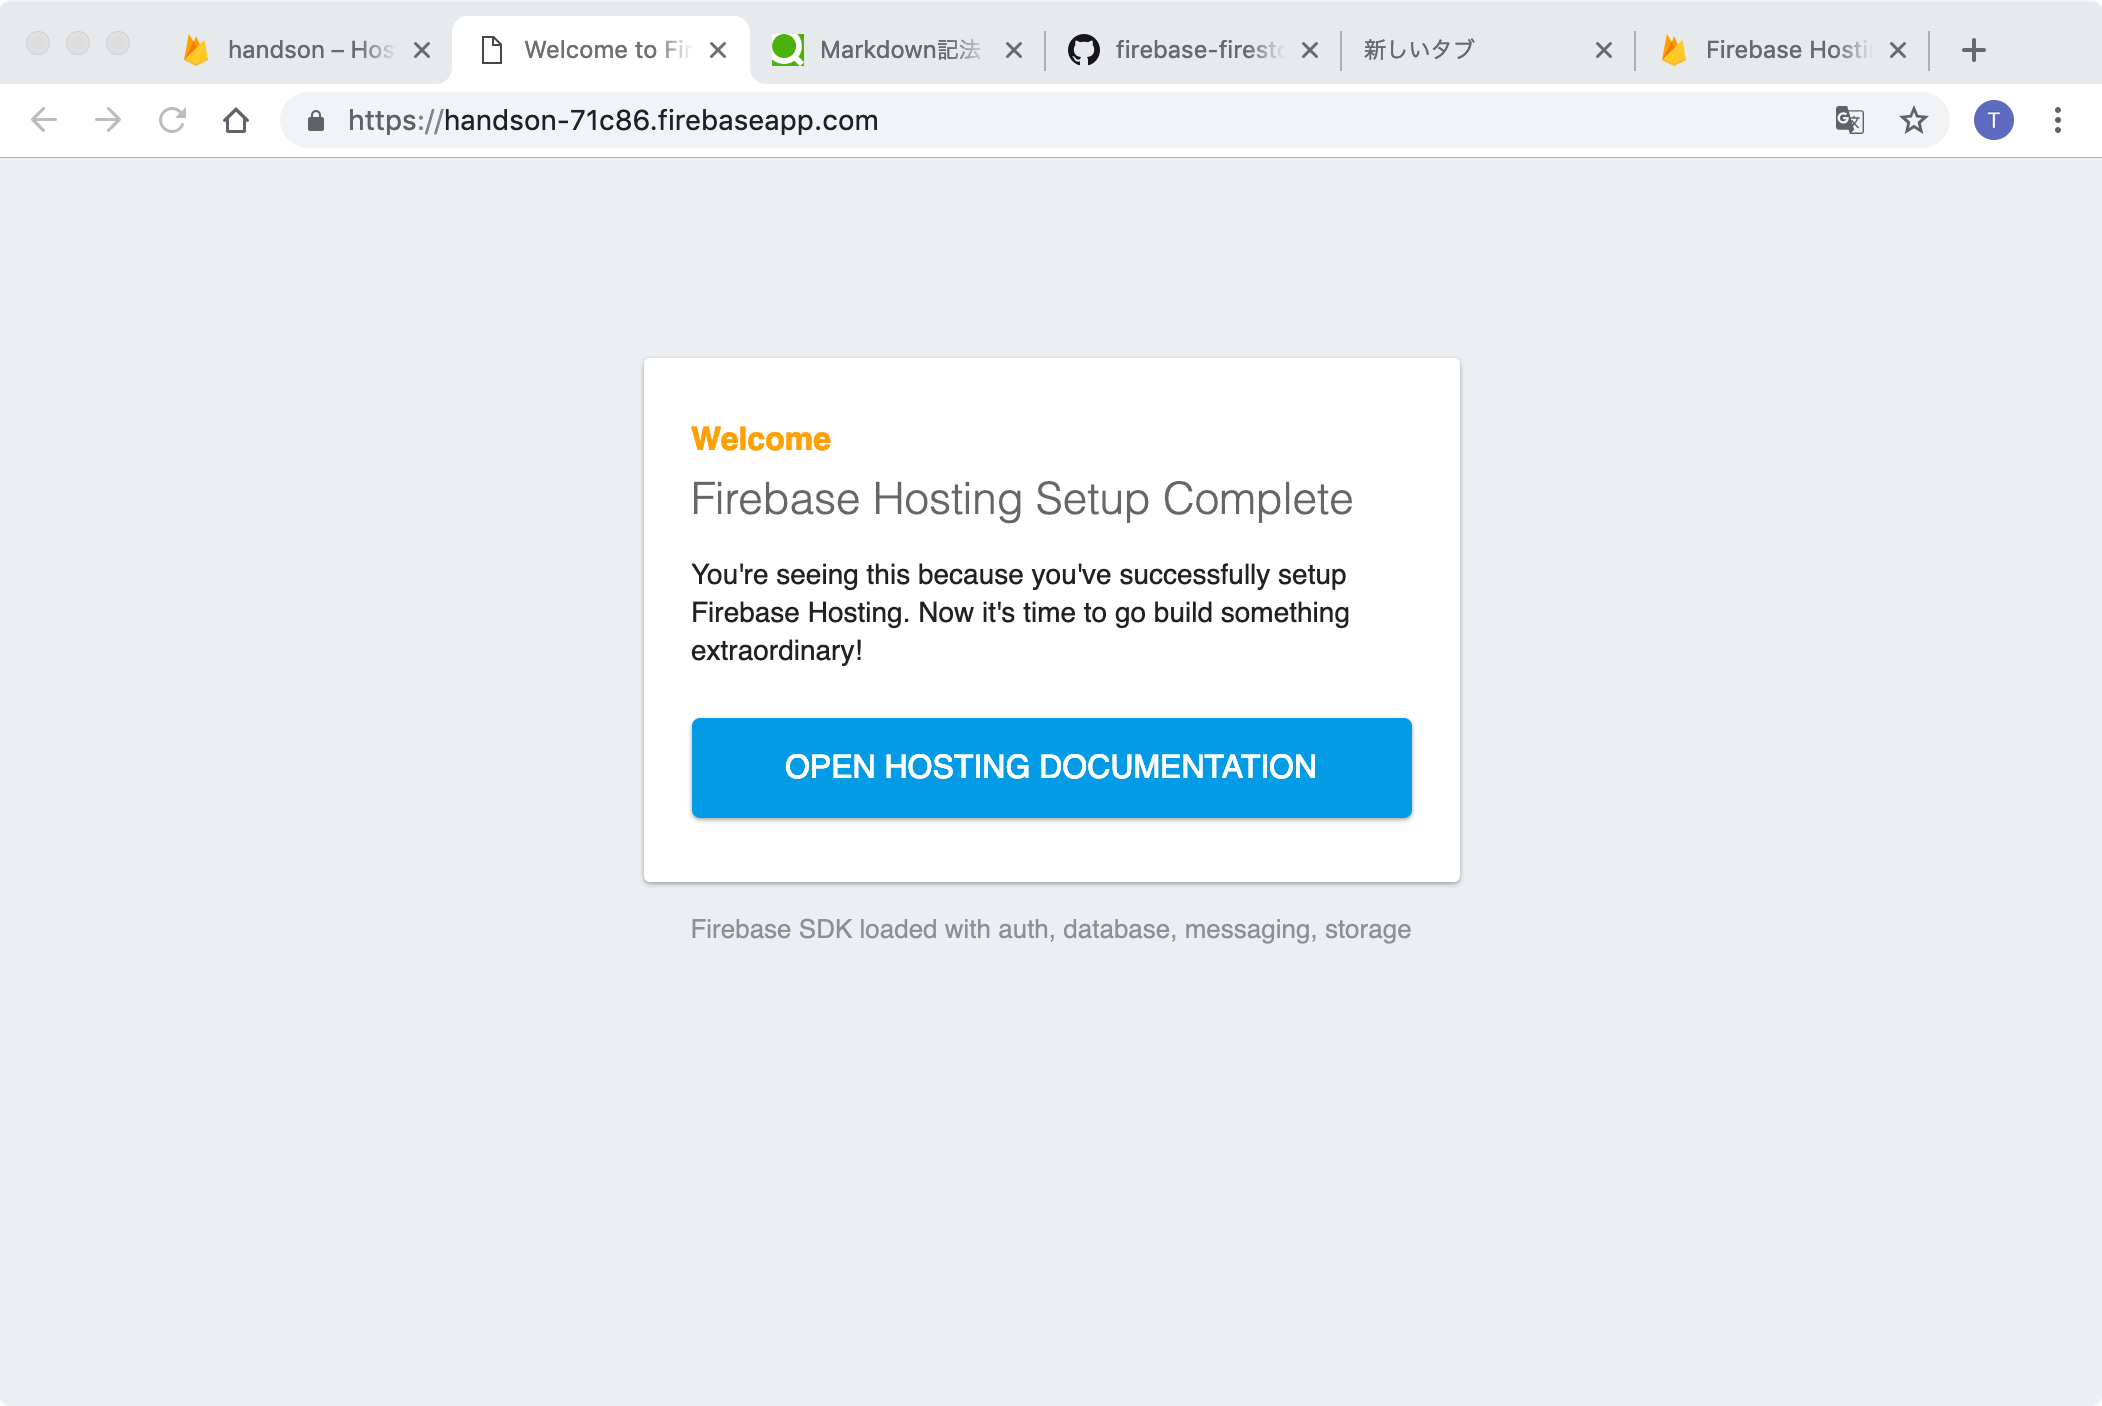 handson – Hos
Welcome to Fir
Markdown記法
firebase-firesto
新しいタブ
Firebase Hostin
https://handson-71c86.firebaseapp.com
T
Welcome
Firebase Hosting Setup Complete
You're seeing this because you've successfully setup
Firebase Hosting. Now it's time to go build something
extraordinary!
OPEN HOSTING DOCUMENTATION
Firebase SDK loaded with auth, database, messaging, storage